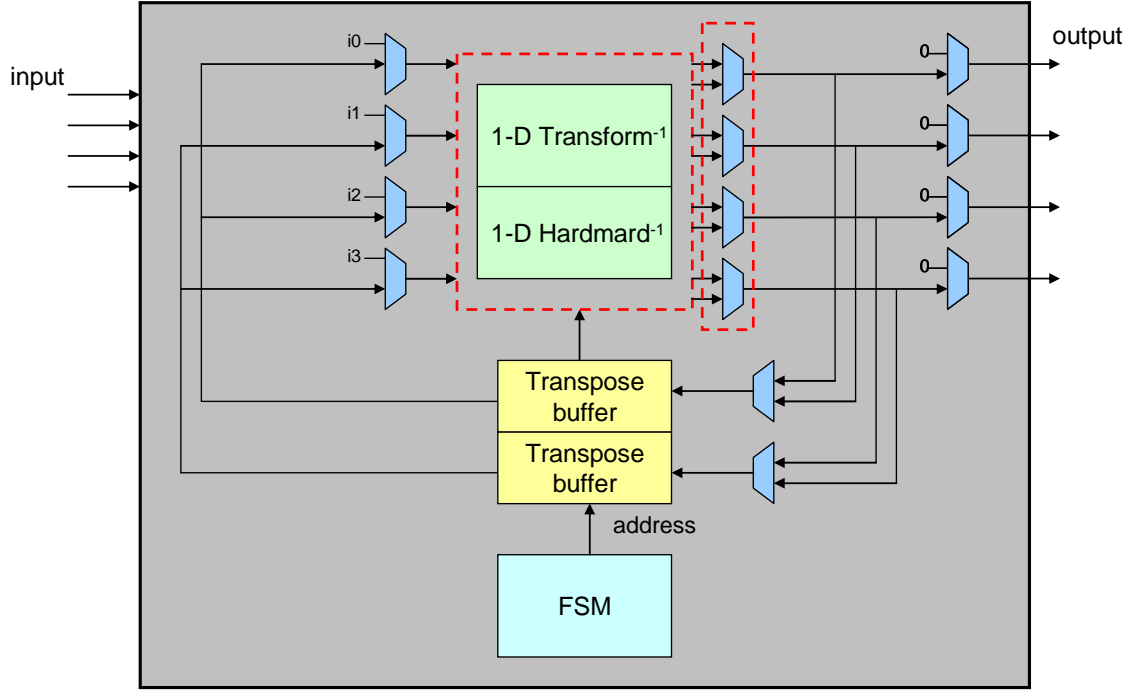 input
output
i0
0
i1
0
1-D Transform-1
i2
0
1-D Hardmard-1
i3
0
Transpose
buffer
Transpose
buffer
address
FSM